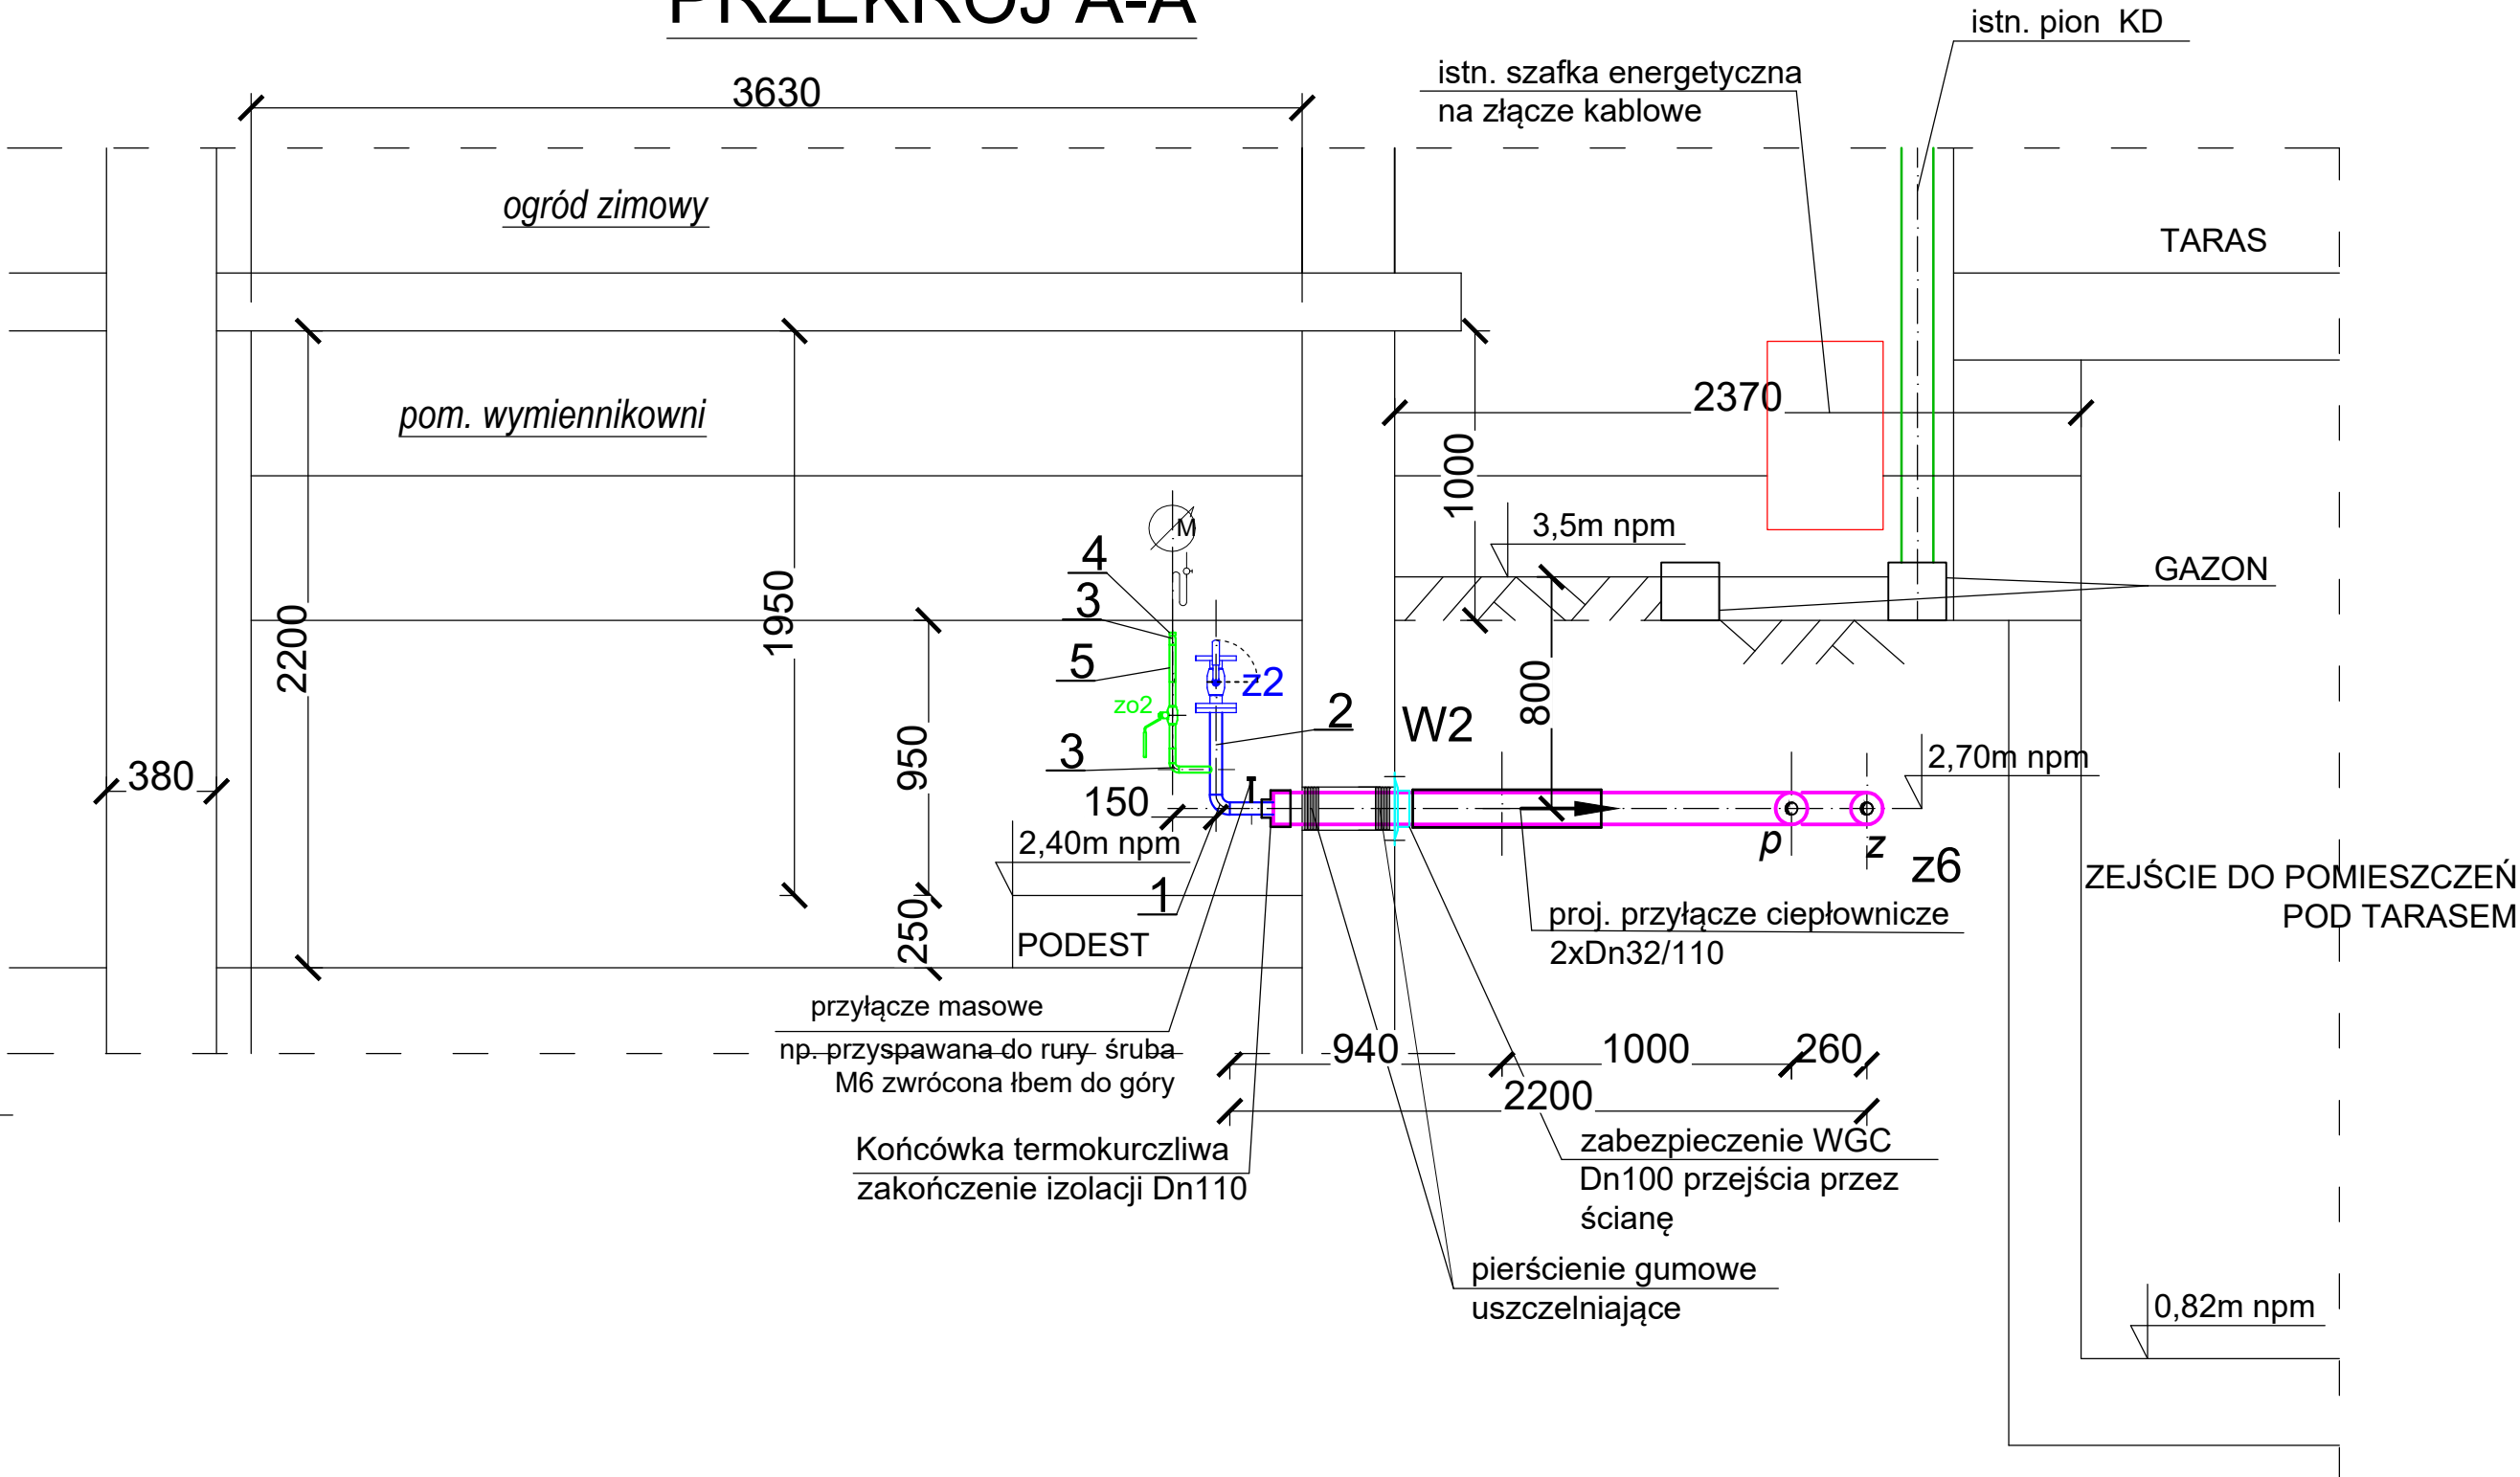 PRZEKRÓJ A-A
istn. pion KD
istn. szafka energetyczna
na złącze kablowe
3630
ogród zimowy
TARAS
pom. wymiennikowni
2370
1000
3,5m npm
M
4
3
5
GAZON
2200
1950
z2
zo2
2
W2
800
3
950
380
150
2,70m npm
2,40m npm
p
z
z6
1
ZEJŚCIE DO POMIESZCZEŃ
POD TARASEM
250
PODEST
proj. przyłącze ciepłownicze
2xDn32/110
przyłącze masowe
np. przyspawana do rury śruba
M6 zwrócona łbem do góry
940
1000
260
2200
Końcówka termokurczliwa
zakończenie izolacji Dn110
zabezpieczenie WGC
Dn100 przejścia przez
ścianę
pierścienie gumowe
uszczelniające
0,82m npm